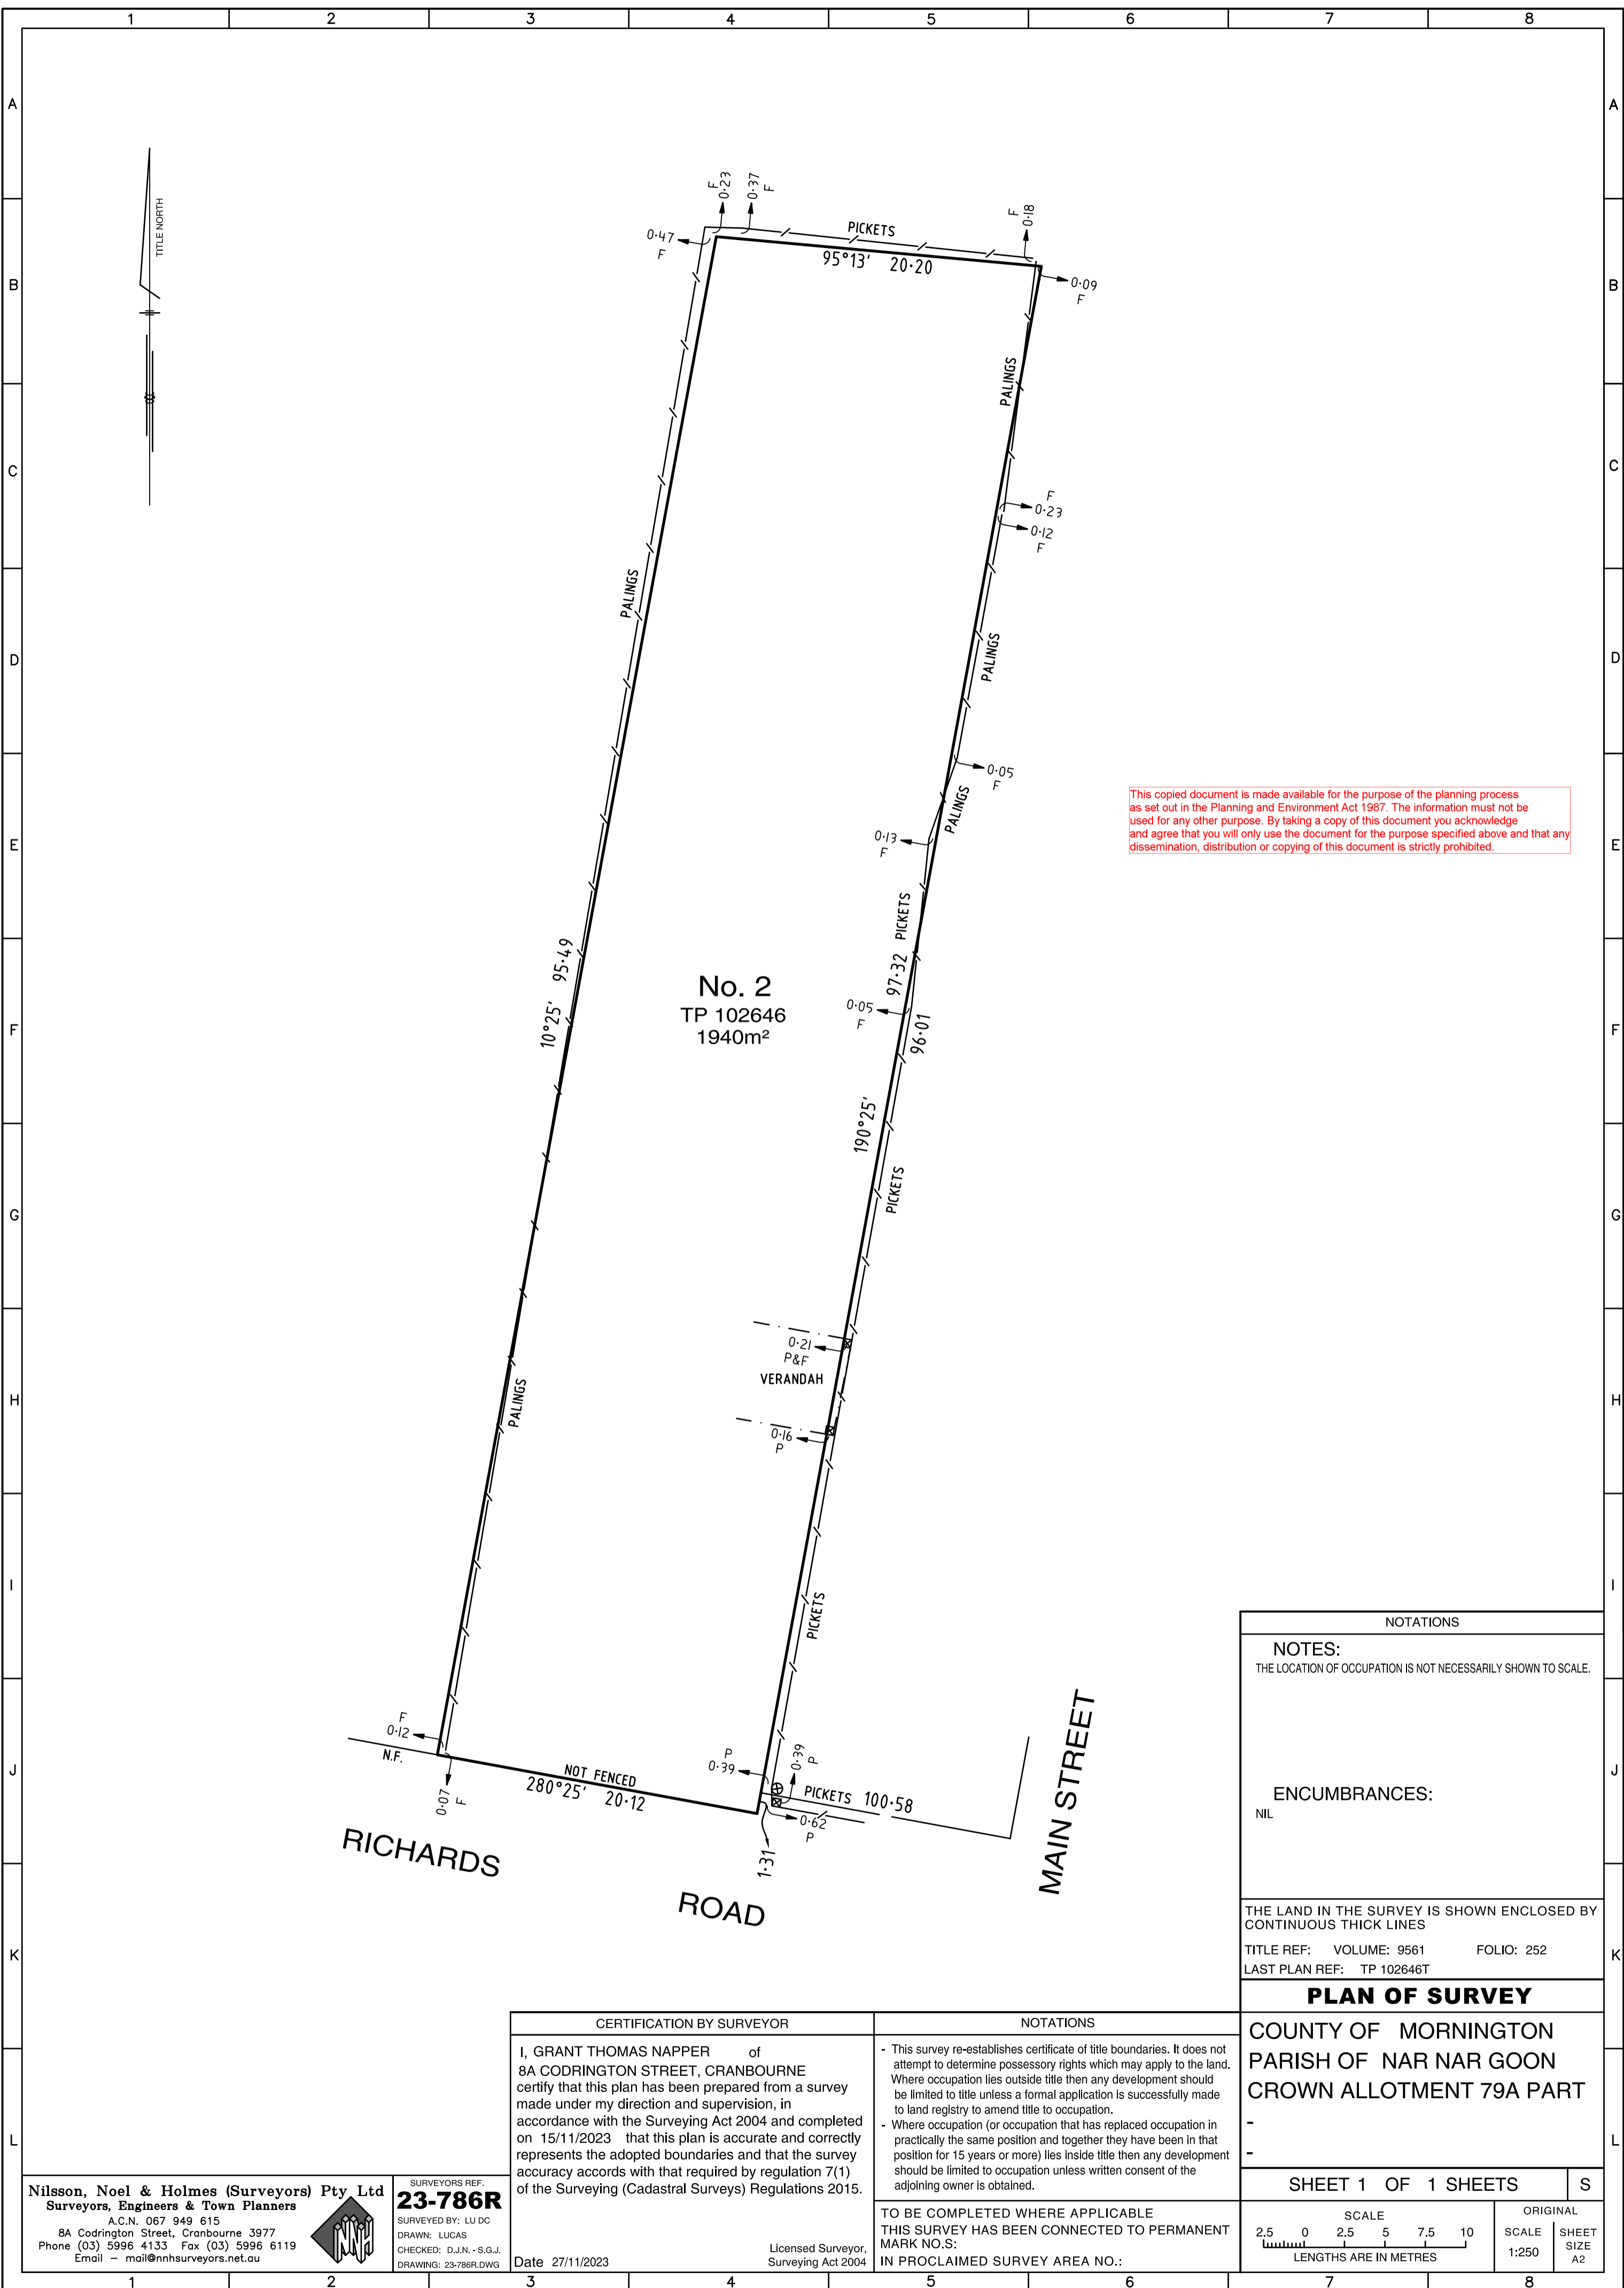 1 2 3 4 5 6 7 8
A A
B B
C C
D D
E E
F F
G G
H H
I I
J J
K K
L L
TITLE NORTH
F
0·23
0·37
F
0·47
F
PICKETS
95°13' 20·20
F
0·18
0·09
F
PALINGS
F
0·23
0·12
F
PALINGS
PALINGS
0·05
F
PALINGS
0·13
F
This copied document is made available for the purpose of the planning process
as set out in the Planning and Environment Act 1987. The information must not be
used for any other purpose. By taking a copy of this document you acknowledge
and agree that you will only use the document for the purpose specified above and that any
dissemination, distribution or copying of this document is strictly prohibited.
10°25' 95·49
97·32 PICKETS
No. 2
TP 102646
1940m²
0·05
F
96·01
190°25'
PICKETS
0·21
P&F
VERANDAH
0·16
P
PALINGS
PICKETS
F
0·12
N.F.
0·07
F
NOT FENCED
280°25' 20·12
P
0·39
0·39
P
PICKETS 100·58
0·62
P
1·31
RICHARDS
ROAD
MAIN STREET
NOTATIONS
NOTES:
THE LOCATION OF OCCUPATION IS NOT NECESSARILY SHOWN TO SCALE.
ENCUMBRANCES:
NIL
THE LAND IN THE SURVEY IS SHOWN ENCLOSED BY
CONTINUOUS THICK LINES
TITLE REF: VOLUME: 9561 FOLIO: 252
LAST PLAN REF: TP 102646T
PLAN OF SURVEY
COUNTY OF MORNINGTON
PARISH OF NAR NAR GOON
CROWN ALLOTMENT 79A PART
-
-
SHEET 1 OF 1 SHEETS S
SCALE
2.5 0 2.5 5 7.5 10
LENGTHS ARE IN METRES
ORIGINAL
SCALE
1:250
SHEET
SIZE
A2
CERTIFICATION BY SURVEYOR
I, GRANT THOMAS NAPPER of
8A CODRINGTON STREET, CRANBOURNE
certify that this plan has been prepared from a survey
made under my direction and supervision, in
accordance with the Surveying Act 2004 and completed
on 15/11/2023 that this plan is accurate and correctly
represents the adopted boundaries and that the survey
accuracy accords with that required by regulation 7(1)
of the Surveying (Cadastral Surveys) Regulations 2015.
Licensed Surveyor,
Date 27/11/2023 Surveying Act 2004
NOTATIONS
- This survey re-establishes certificate of title boundaries. It does not
attempt to determine possessory rights which may apply to the land.
Where occupation lies outside title then any development should
be limited to title unless a formal application is successfully made
to land registry to amend title to occupation.
- Where occupation (or occupation that has replaced occupation in
practically the same position and together they have been in that
position for 15 years or more) lies inside title then any development
should be limited to occupation unless written consent of the
adjoining owner is obtained.
TO BE COMPLETED WHERE APPLICABLE
THIS SURVEY HAS BEEN CONNECTED TO PERMANENT
MARK NO.S:
IN PROCLAIMED SURVEY AREA NO.:
Nilsson, Noel & Holmes (Surveyors) Pty Ltd
Surveyors, Engineers & Town Planners
A.C.N. 067 949 615
8A Codrington Street, Cranbourne 3977
Phone (03) 5996 4133 Fax (03) 5996 6119
Email – mail@nnhsurveyors.net.au
NNH
SURVEYORS REF.
23-786R
SURVEYED BY: LU DC
DRAWN: LUCAS
CHECKED: D.J.N. - S.G.J.
DRAWING: 23-786R.DWG
1 2 3 4 5 6 7 8